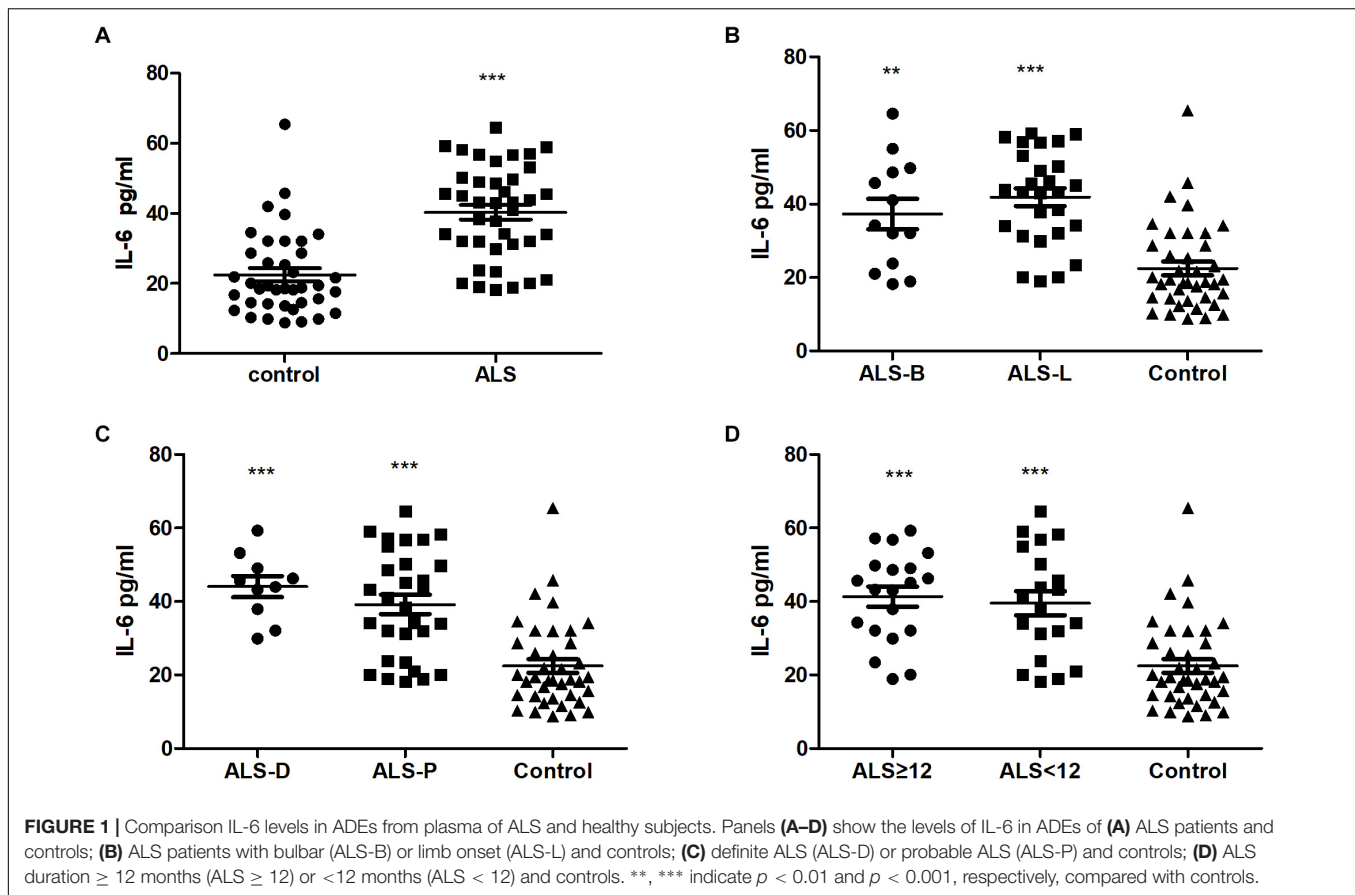 A
80
60
40
20
0
IL-6 pg/ml
***
control ALS
B
80
60
40
20
0
IL-6 pg/ml
** ***
ALS-B ALS-L Control
C
80
60
40
20
0
IL-6 pg/ml
*** ***
ALS-D ALS-P Control
D
80
60
40
20
0
IL-6 pg/ml
*** ***
ALS≥12 ALS<12 Control
FIGURE 1 | Comparison IL-6 levels in ADEs from plasma of ALS and healthy subjects. Panels (A–D) show the levels of IL-6 in ADEs of (A) ALS patients and
controls; (B) ALS patients with bulbar (ALS-B) or limb onset (ALS-L) and controls; (C) definite ALS (ALS-D) or probable ALS (ALS-P) and controls; (D) ALS
duration ≥ 12 months (ALS ≥ 12) or <12 months (ALS < 12) and controls. **, *** indicate p < 0.01 and p < 0.001, respectively, compared with controls.